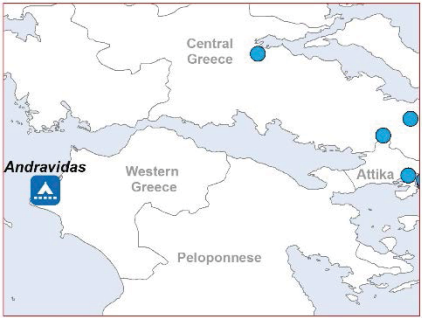 Central
Greece
Andravidas
Western
Greece
Attika
Peloponnese